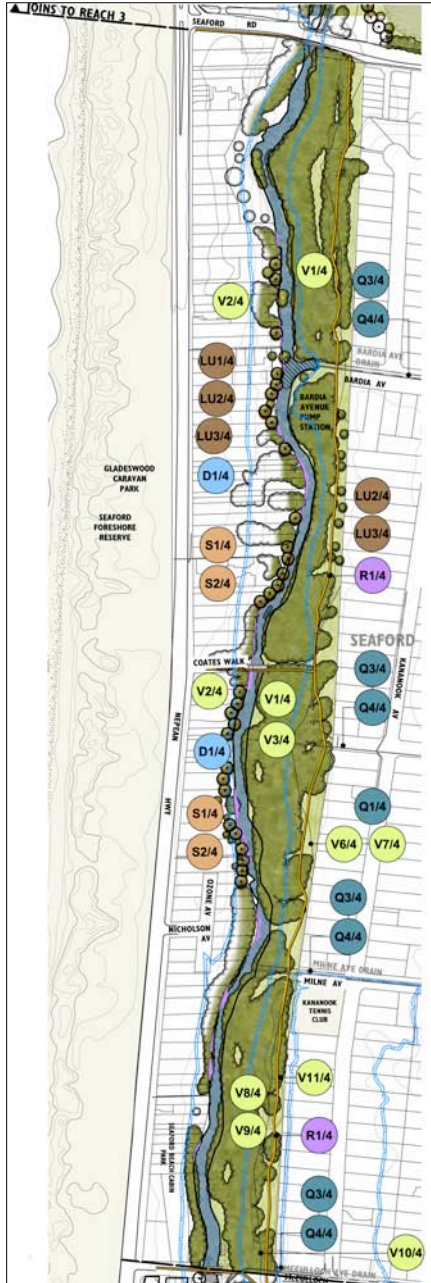 ▲ JOINS TO REACH 3
SEAFORD RD
V1/4
Q3/4
V2/4
Q4/4
BARDIA AVE
DRAIN
LU1/4
BARDIA AV
LU2/4
BARDIA
AVENUE
PUMP
STATION
LU3/4
GLADESWOOD
CARAVAN
PARK
D1/4
LU2/4
SEAFORD
FORESHORE
RESERVE
LU3/4
S1/4
R1/4
S2/4
SEAFORD
COATES WALK
Q3/4
KANANOOK AV
V2/4
V1/4
Q4/4
NEPEAN HWY
V3/4
D1/4
Q1/4
S1/4
V6/4
V7/4
S2/4
OZONE AV
Q3/4
NICHOLSON
AV
Q4/4
MILNE AVE DRAIN
MILNE AV
KANANOOK
TENNIS
CLUB
V11/4
V8/4
V9/4
R1/4
SEAFORD BEACH CABIN
PARK
Q3/4
Q4/4
V10/4
MCCULLOCH AVE DRAIN